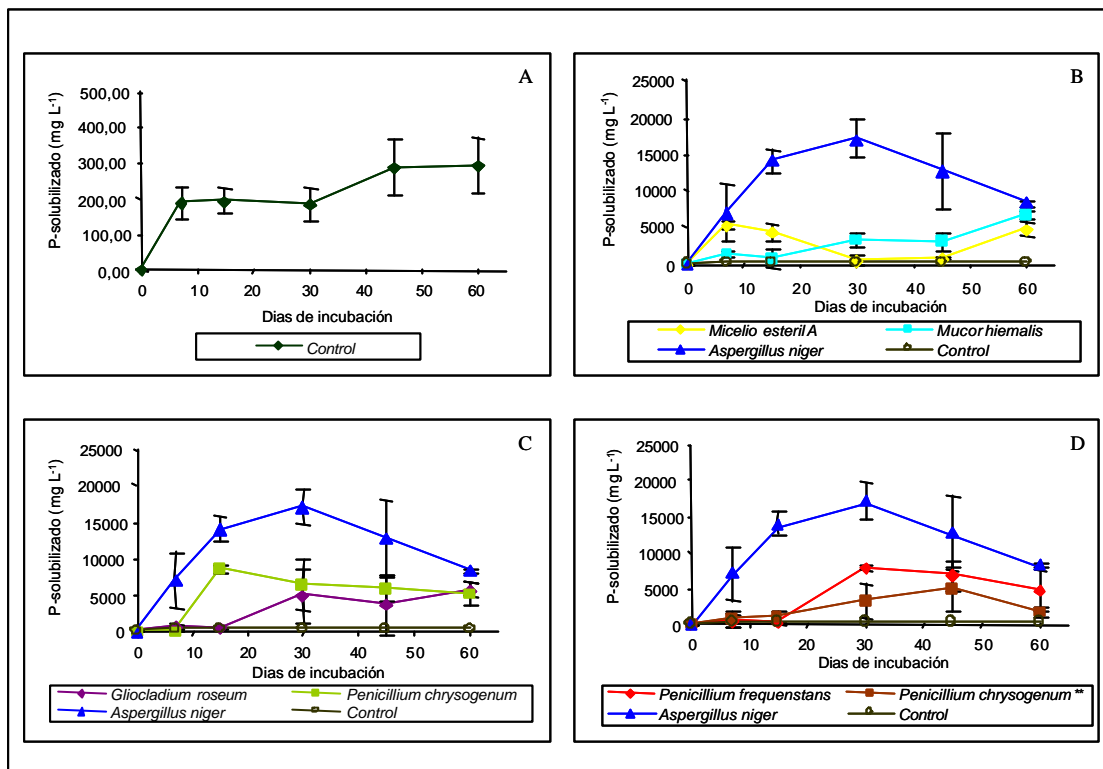 A
P-solubilizado (mg L-1)
500,00
400,00
300,00
200,00
100,00
0,00
0 10 20 30 40 50 60
Dias de incubación
Control
B
P-solubilizado (mg L-1)
25000
20000
15000
10000
5000
0
0 10 20 30 40 50 60
Dias de incubación
Micelio esteril A
Mucor hiemalis
Aspergillus niger
Control
C
P-solubilizado (mg L-1)
25000
20000
15000
10000
5000
0
0 10 20 30 40 50 60
Dias de incubación
Gliocladium roseum
Penicillium chrysogenum
Aspergillus niger
Control
D
P-solubilizado (mg L-1)
25000
20000
15000
10000
5000
0
0 10 20 30 40 50 60
Dias de incubación
Penicillium frequenstans
Penicillium chrysogenum **
Aspergillus niger
Control